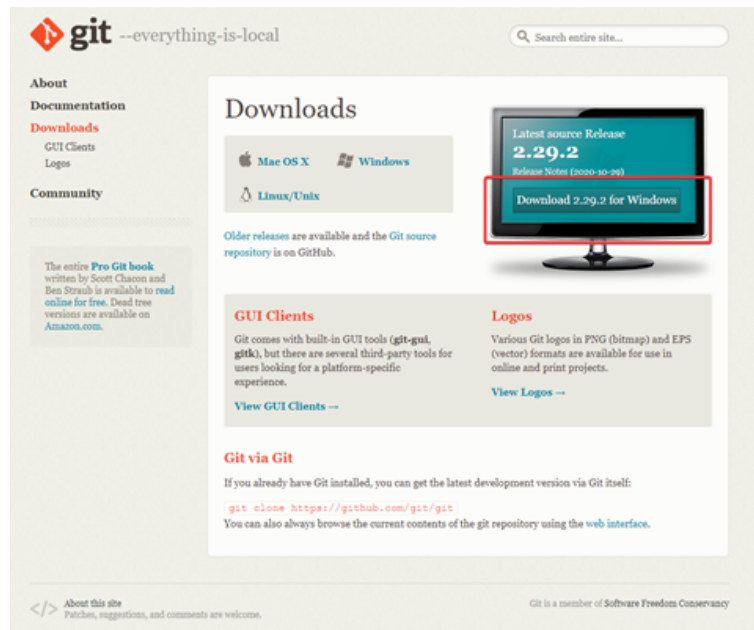 git --everything-is-local
Search entire site...
About
Documentation
Downloads
GUI Clients
Logos
Community
The entire Pro Git book
written by Scott Chacon and
Ben Straub is available to read
online for free. Dead tree
versions are available on
Amazon.com.
Downloads
Mac OS X
Windows
Linux/Unix
Older releases are available and the Git source
repository is on GitHub.
Latest source Release
2.29.2
Release Notes (2020-10-29)
Download 2.29.2 for Windows
GUI Clients
Git comes with built-in GUI tools (git-gui,
gitk), but there are several third-party tools for
users looking for a platform-specific
experience.
View GUI Clients →
Logos
Various Git logos in PNG (bitmap) and EPS
(vector) formats are available for use in
online and print projects.
View Logos →
Git via Git
If you already have Git installed, you can get the latest development version via Git itself:
git clone https://github.com/git/git
You can also always browse the current contents of the git repository using the web interface.
</> About this site
Patches, suggestions, and comments are welcome.
Git is a member of Software Freedom Conservancy